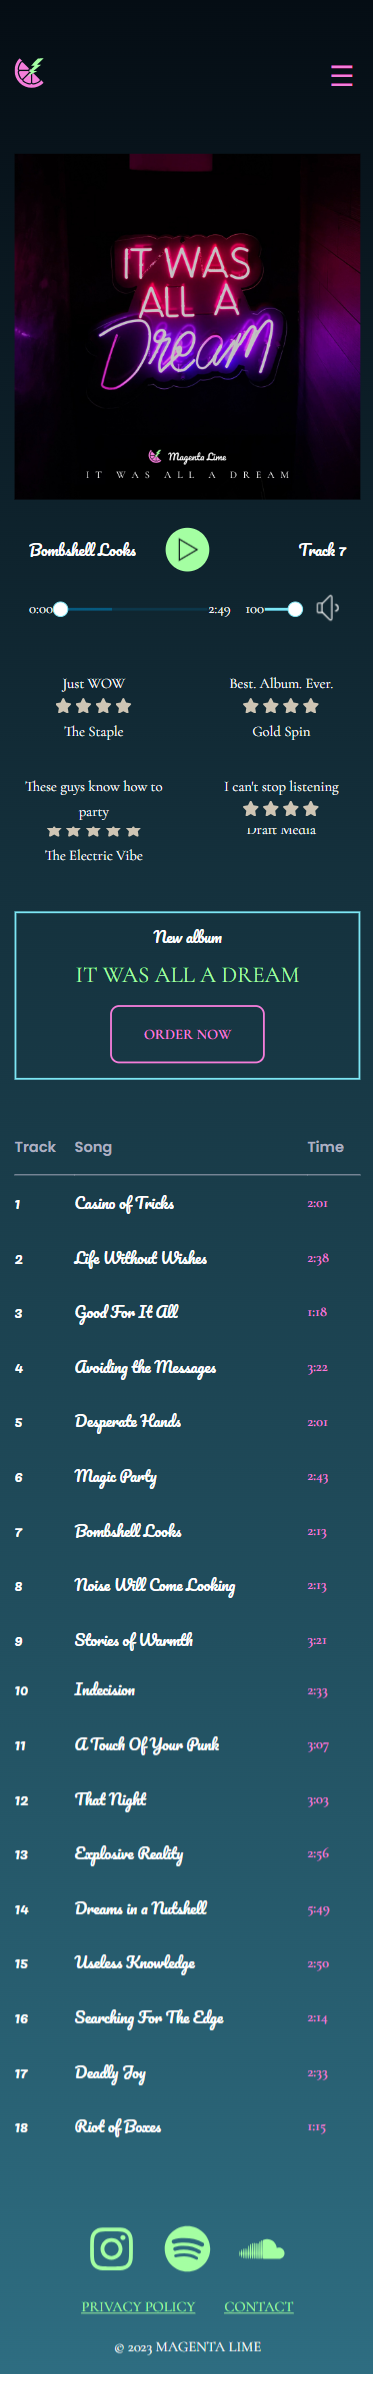 IT WAS
ALL A
Dream
Magenta Lime
IT WAS ALL A DREAM
Bombshell Looks
Track 7
0:00
2:49
100
Just WOW
The Staple
Best. Album. Ever.
Gold Spin
These guys know how to
party
The Electric Vibe
I can't stop listening
Draft Media
New album
IT WAS ALL A DREAM
ORDER NOW
Track Song Time
1 Casino of Tricks 2:01
2 Life Without Wishes 2:38
3 Good For It All 1:18
4 Avoiding the Messages 3:22
5 Desperate Hands 2:01
6 Magic Party 2:43
7 Bombshell Looks 2:13
8 Noise Will Come Looking 2:13
9 Stories of Warmth 3:21
10 Indecision 2:33
11 A Touch Of Your Punk 3:07
12 That Night 3:03
13 Explosive Reality 2:56
14 Dreams in a Nutshell 5:49
15 Useless Knowledge 2:50
16 Searching For The Edge 2:14
17 Deadly Joy 2:33
18 Riot of Boxes 1:15
PRIVACY POLICY CONTACT
© 2023 MAGENTA LIME